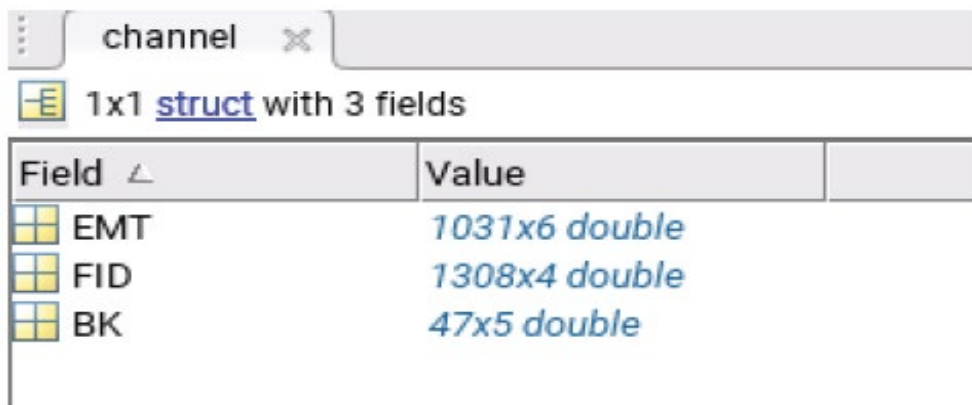 channel
1x1 struct with 3 fields
Field Value
EMT 1031x6 double
FID 1308x4 double
BK 47x5 double